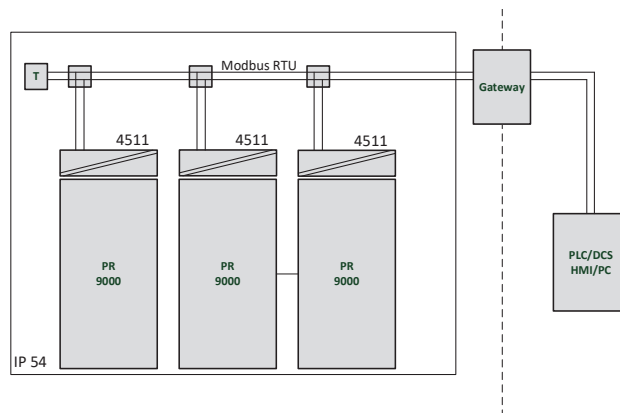 Modbus RTU
T
Gateway
4511
4511
4511
PR
9000
PR
9000
PR
9000
PLC/DCS
HMI/PC
IP 54